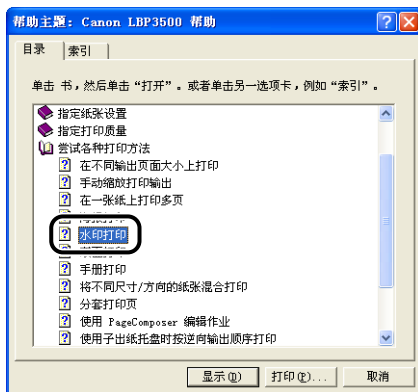 帮助主题: Canon LBP3500 帮助
目录 索引
单击 书，然后单击“打开”。或者单击另一选项卡，例如“索引”。
指定纸张设置
指定打印质量
尝试各种打印方法
在不同输出页面大小上打印
手动缩放打印输出
在一张纸上打印多页
水印打印
手册打印
将不同尺寸/方向的纸张混合打印
分套打印页
使用 PageComposer 编辑作业
使用子出纸托盘时按逆向输出顺序打印
显示(D) 打印(P)... 取消